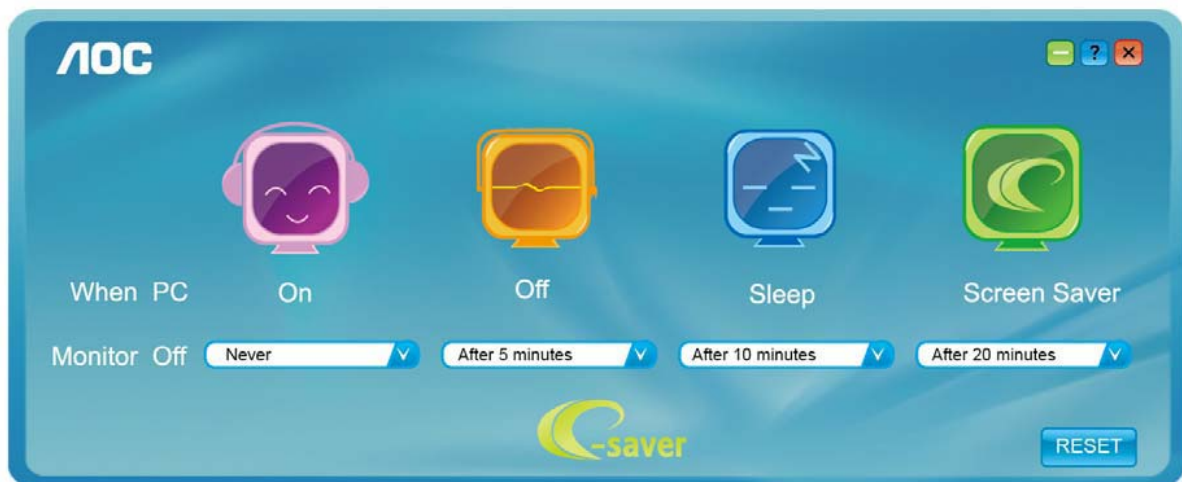 AOC
?
When PC On Off Sleep Screen Saver
Monitor Off Never After 5 minutes After 10 minutes After 20 minutes
e-saver
RESET